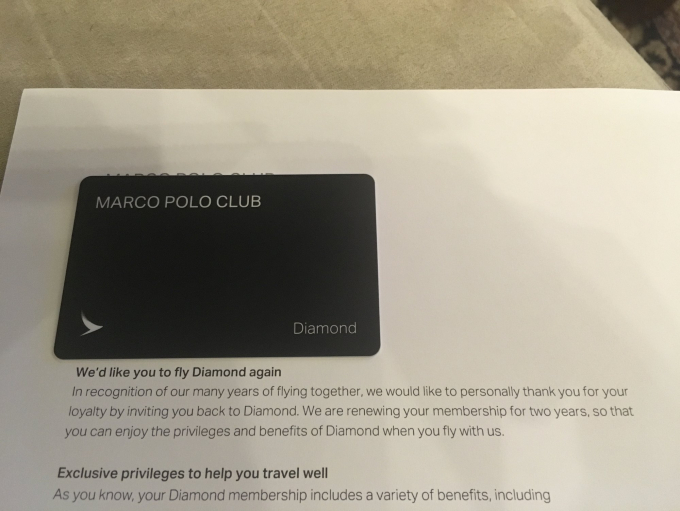 MARCO POLO CLUB
MARCO POLO CLUB
Diamond
We'd like you to fly Diamond again
In recognition of our many years of flying together, we would like to personally thank you for your
loyalty by inviting you back to Diamond. We are renewing your membership for two years, so that
you can enjoy the privileges and benefits of Diamond when you fly with us.
Exclusive privileges to help you travel well
As you know, your Diamond membership includes a variety of benefits, including